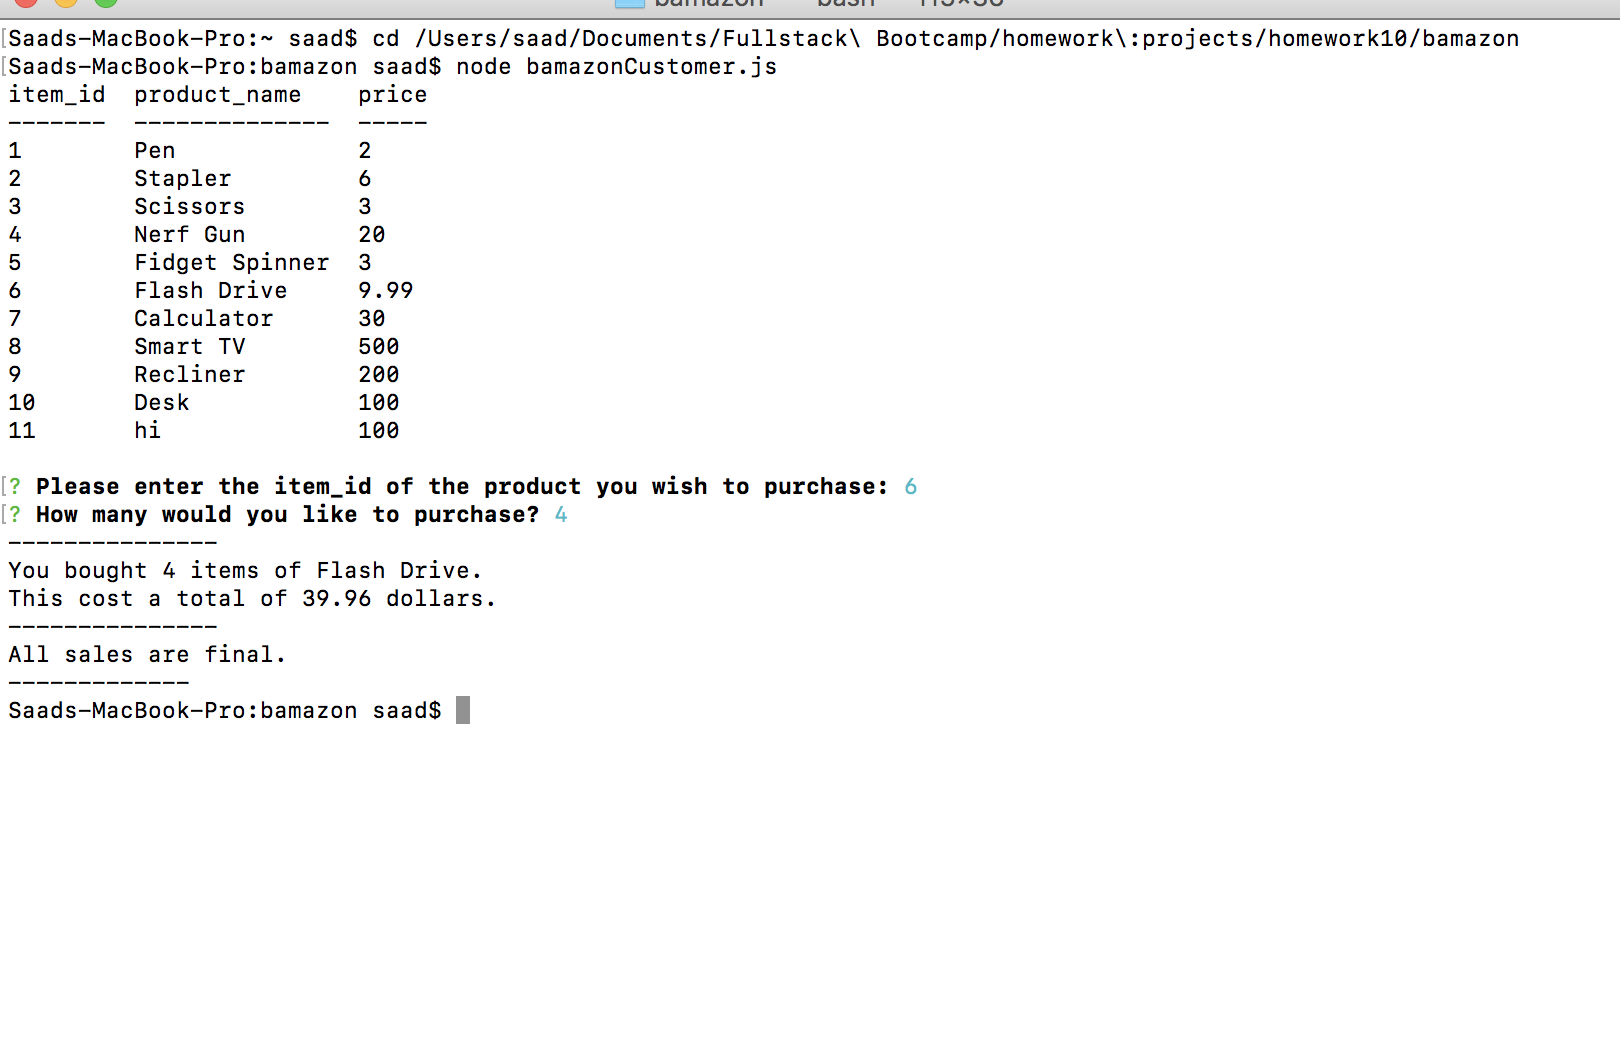 Saads-MacBook-Pro:~ saad$ cd /Users/saad/Documents/Fullstack\ Bootcamp/homework\:projects/homework10/bamazon
Saads-MacBook-Pro:bamazon saad$ node bamazonCustomer.js
item_id  product_name    price
-------  --------------  -----
1        Pen             2
2        Stapler         6
3        Scissors        3
4        Nerf Gun        20
5        Fidget Spinner  3
6        Flash Drive     9.99
7        Calculator      30
8        Smart TV        500
9        Recliner        200
10       Desk            100
11       hi              100
? Please enter the item_id of the product you wish to purchase: 6
? How many would you like to purchase? 4
---------------
You bought 4 items of Flash Drive.
This cost a total of 39.96 dollars.
---------------
All sales are final.
-------------
Saads-MacBook-Pro:bamazon saad$